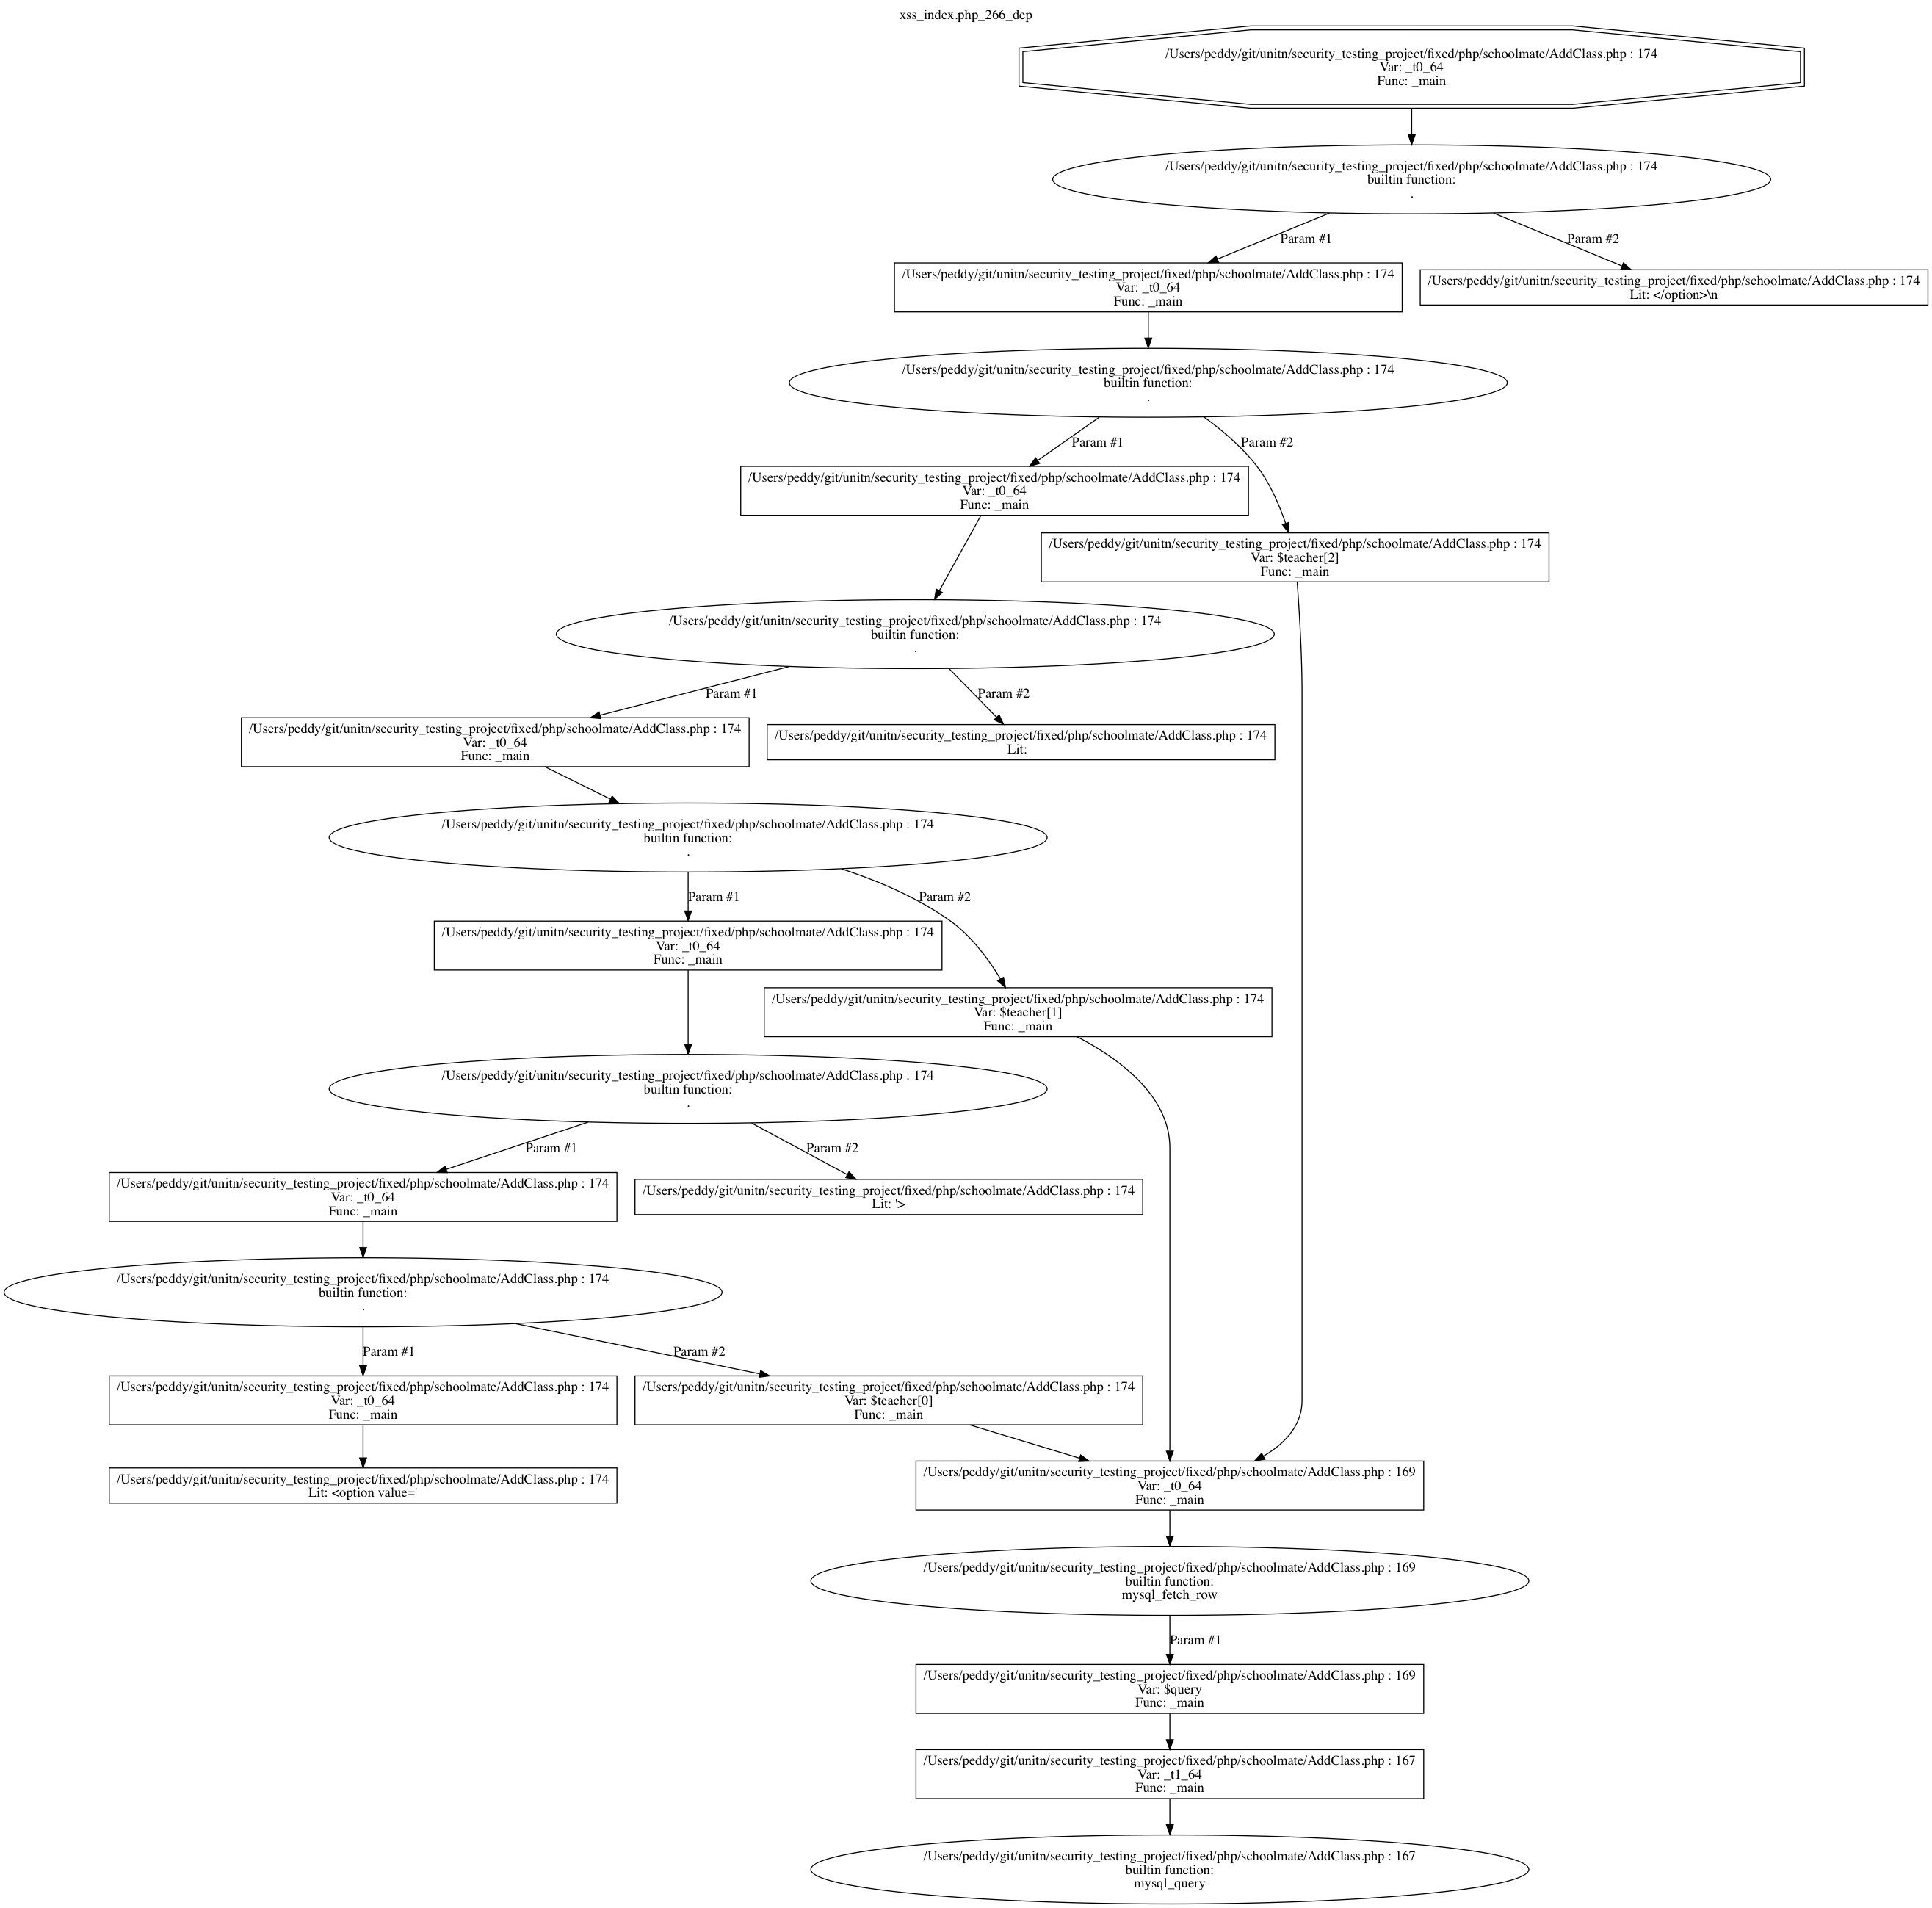 xss_index.php_266_dep
/Users/peddy/git/unitn/security_testing_project/fixed/php/schoolmate/AddClass.php : 174
Var: _t0_64
Func: _main
/Users/peddy/git/unitn/security_testing_project/fixed/php/schoolmate/AddClass.php : 174
builtin function:
.
Param #1
Param #2
/Users/peddy/git/unitn/security_testing_project/fixed/php/schoolmate/AddClass.php : 174
Var: _t0_64
Func: _main
/Users/peddy/git/unitn/security_testing_project/fixed/php/schoolmate/AddClass.php : 174
Lit: </option>\n
/Users/peddy/git/unitn/security_testing_project/fixed/php/schoolmate/AddClass.php : 174
builtin function:
.
Param #1
Param #2
/Users/peddy/git/unitn/security_testing_project/fixed/php/schoolmate/AddClass.php : 174
Var: _t0_64
Func: _main
/Users/peddy/git/unitn/security_testing_project/fixed/php/schoolmate/AddClass.php : 174
Var: $teacher[2]
Func: _main
/Users/peddy/git/unitn/security_testing_project/fixed/php/schoolmate/AddClass.php : 174
builtin function:
.
Param #1
Param #2
/Users/peddy/git/unitn/security_testing_project/fixed/php/schoolmate/AddClass.php : 174
Var: _t0_64
Func: _main
/Users/peddy/git/unitn/security_testing_project/fixed/php/schoolmate/AddClass.php : 174
Lit:
/Users/peddy/git/unitn/security_testing_project/fixed/php/schoolmate/AddClass.php : 174
builtin function:
.
Param #1
Param #2
/Users/peddy/git/unitn/security_testing_project/fixed/php/schoolmate/AddClass.php : 174
Var: _t0_64
Func: _main
/Users/peddy/git/unitn/security_testing_project/fixed/php/schoolmate/AddClass.php : 174
Var: $teacher[1]
Func: _main
/Users/peddy/git/unitn/security_testing_project/fixed/php/schoolmate/AddClass.php : 174
builtin function:
.
Param #1
Param #2
/Users/peddy/git/unitn/security_testing_project/fixed/php/schoolmate/AddClass.php : 174
Var: _t0_64
Func: _main
/Users/peddy/git/unitn/security_testing_project/fixed/php/schoolmate/AddClass.php : 174
Lit: '>
/Users/peddy/git/unitn/security_testing_project/fixed/php/schoolmate/AddClass.php : 174
builtin function:
.
Param #1
Param #2
/Users/peddy/git/unitn/security_testing_project/fixed/php/schoolmate/AddClass.php : 174
Var: _t0_64
Func: _main
/Users/peddy/git/unitn/security_testing_project/fixed/php/schoolmate/AddClass.php : 174
Var: $teacher[0]
Func: _main
/Users/peddy/git/unitn/security_testing_project/fixed/php/schoolmate/AddClass.php : 174
Lit: <option value='
/Users/peddy/git/unitn/security_testing_project/fixed/php/schoolmate/AddClass.php : 169
Var: _t0_64
Func: _main
/Users/peddy/git/unitn/security_testing_project/fixed/php/schoolmate/AddClass.php : 169
builtin function:
mysql_fetch_row
Param #1
/Users/peddy/git/unitn/security_testing_project/fixed/php/schoolmate/AddClass.php : 169
Var: $query
Func: _main
/Users/peddy/git/unitn/security_testing_project/fixed/php/schoolmate/AddClass.php : 167
Var: _t1_64
Func: _main
/Users/peddy/git/unitn/security_testing_project/fixed/php/schoolmate/AddClass.php : 167
builtin function:
mysql_query